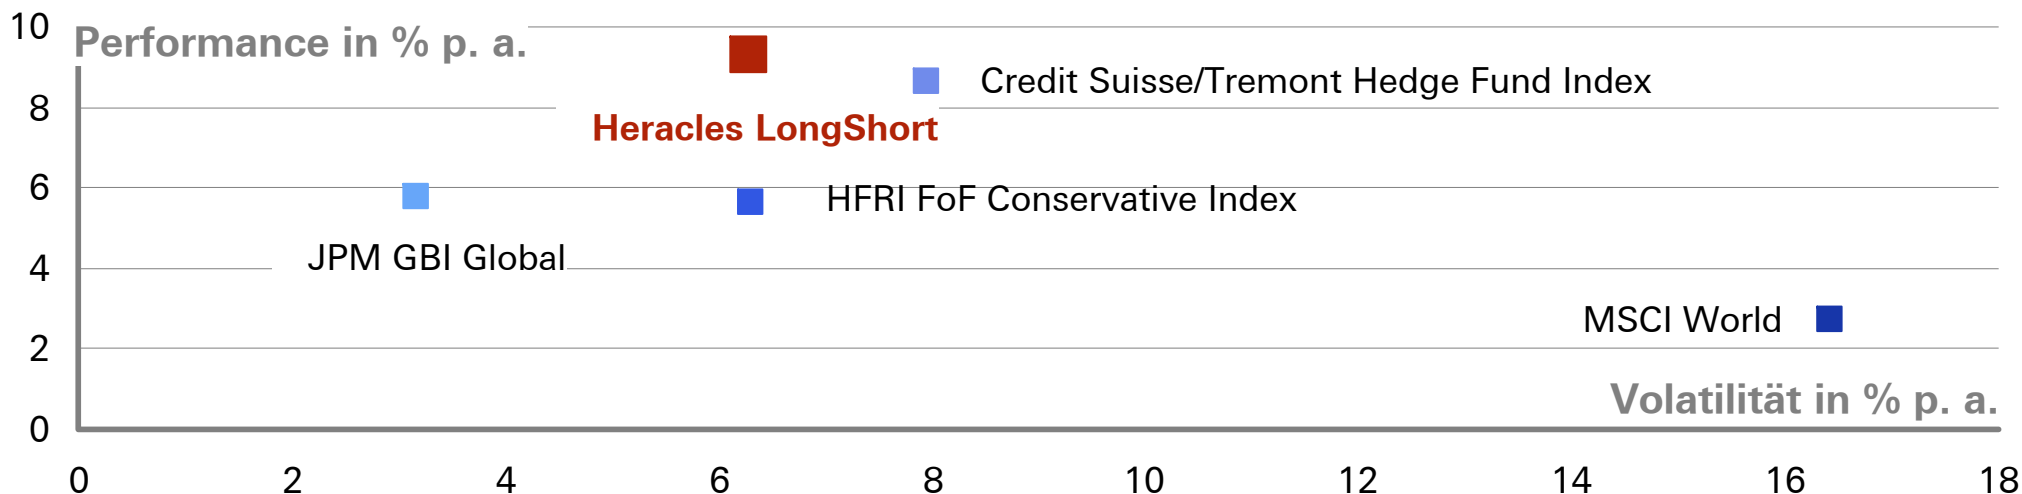 10
Performance in % p. a.
Credit Suisse/Tremont Hedge Fund Index
8
Heracles LongShort
6
HFRI FoF Conservative Index
JPM GBI Global
4
MSCI World
2
Volatilität in % p. a.
0
0 2 4 6 8 10 12 14 16 18